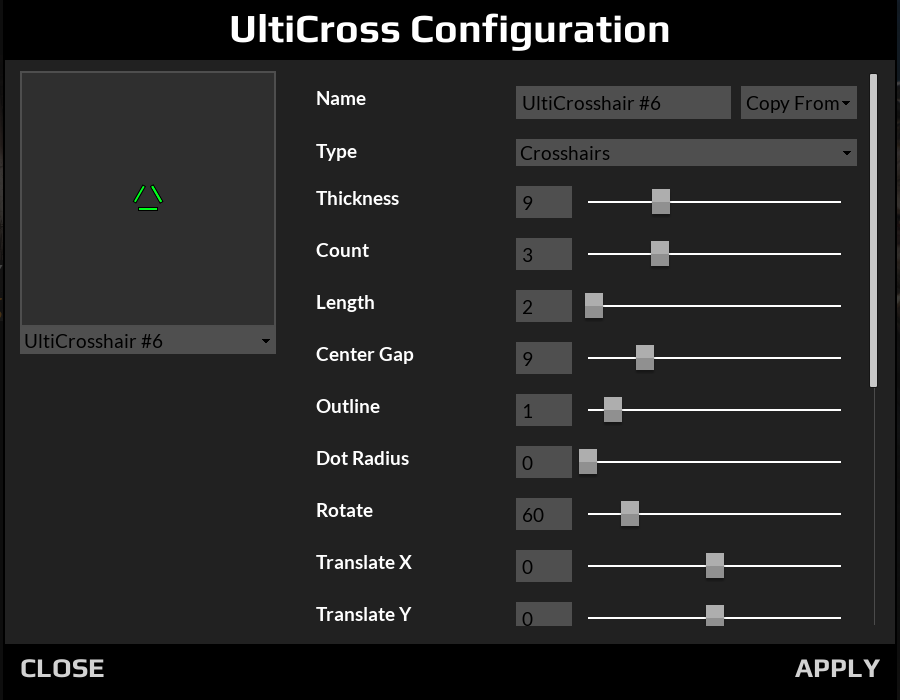 UltiCross Configuration
Name
UltiCrosshair #6
Copy From
Type
Crosshairs
Thickness
9
Count
3
Length
2
Center Gap
9
Outline
1
Dot Radius
0
Rotate
60
Translate X
0
Translate Y
0
UltiCrosshair #6
CLOSE
APPLY